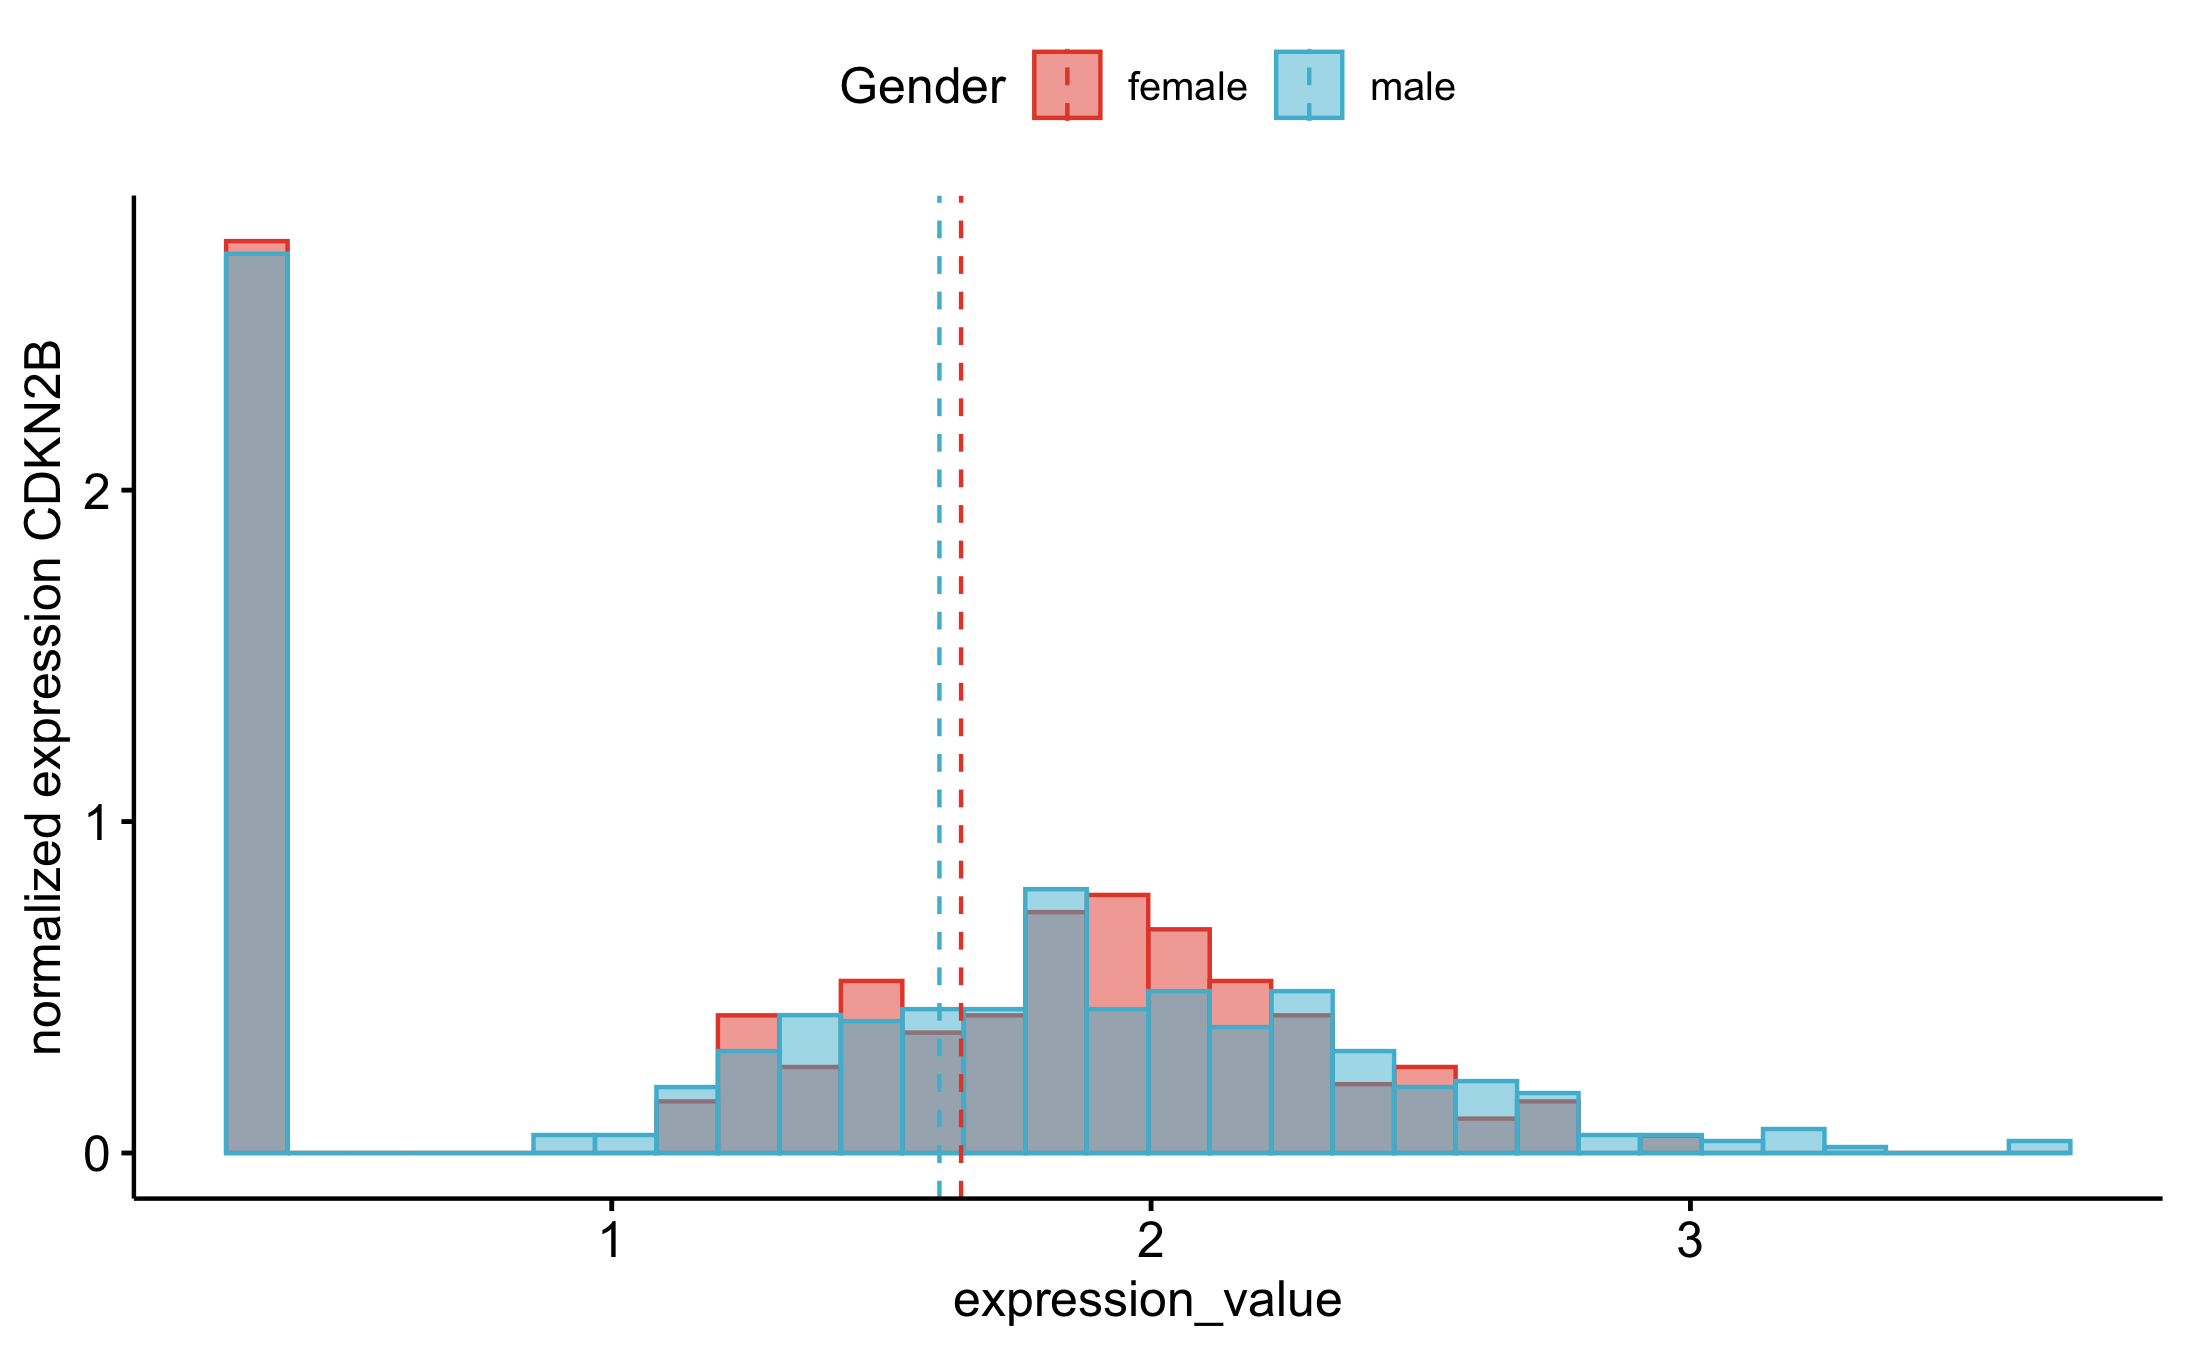 Gender female male
normalized expression CDKN2B
2
1
0
1 2 3
expression_value